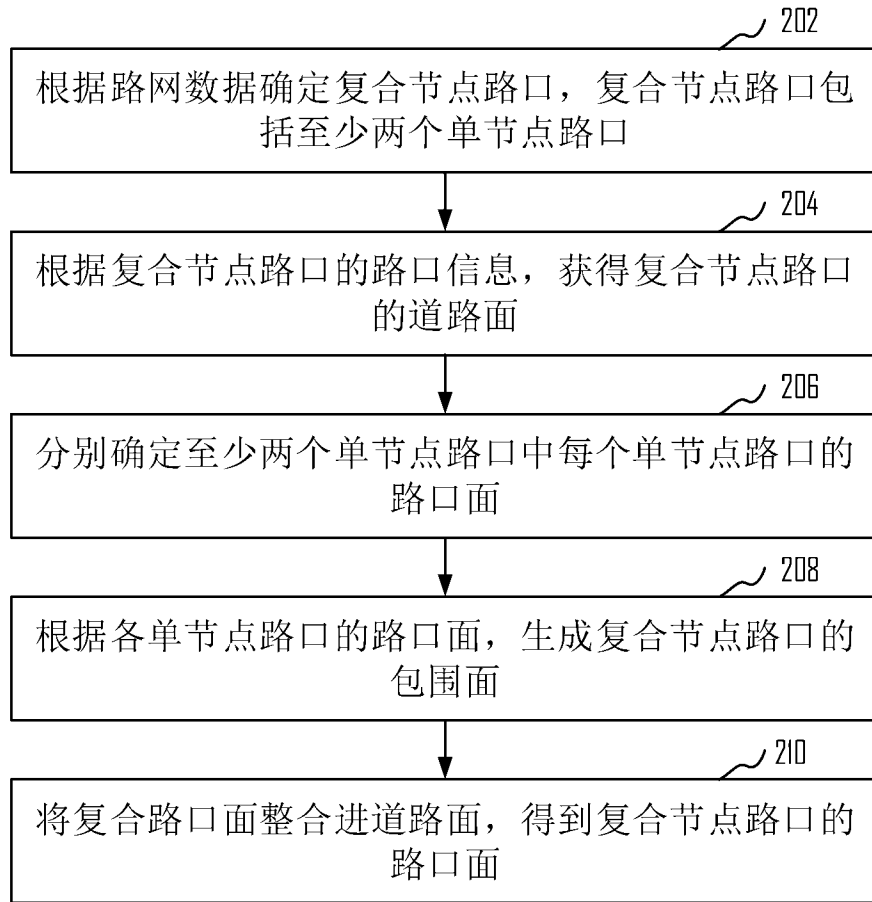 202
根据路网数据确定复合节点路口，复合节点路口包
括至少两个单节点路口
204
根据复合节点路口的路口信息，获得复合节点路口
的道路面
206
分别确定至少两个单节点路口中每个单节点路口的
路口面
208
根据各单节点路口的路口面，生成复合节点路口的
包围面
210
将复合路口面整合进道路面，得到复合节点路口的
路口面